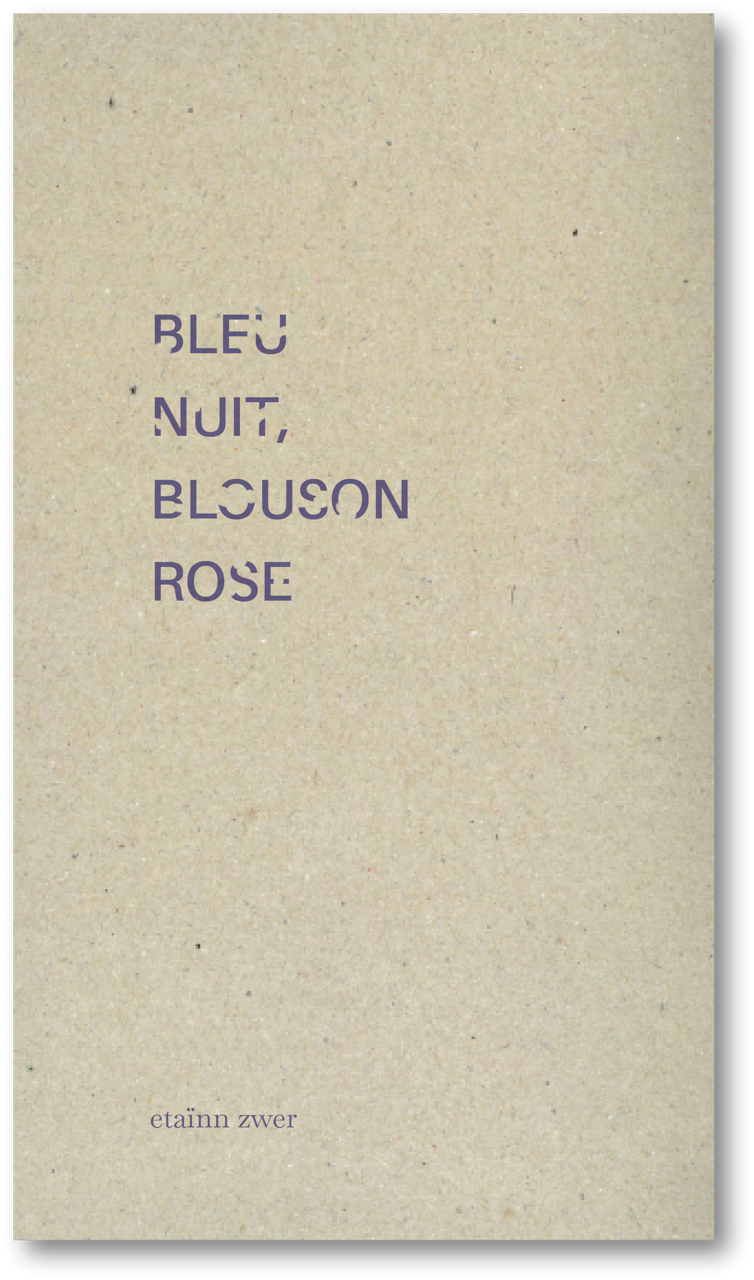 BLEU
NUIT,
BLOUSON
ROSE
etaïnn zwer